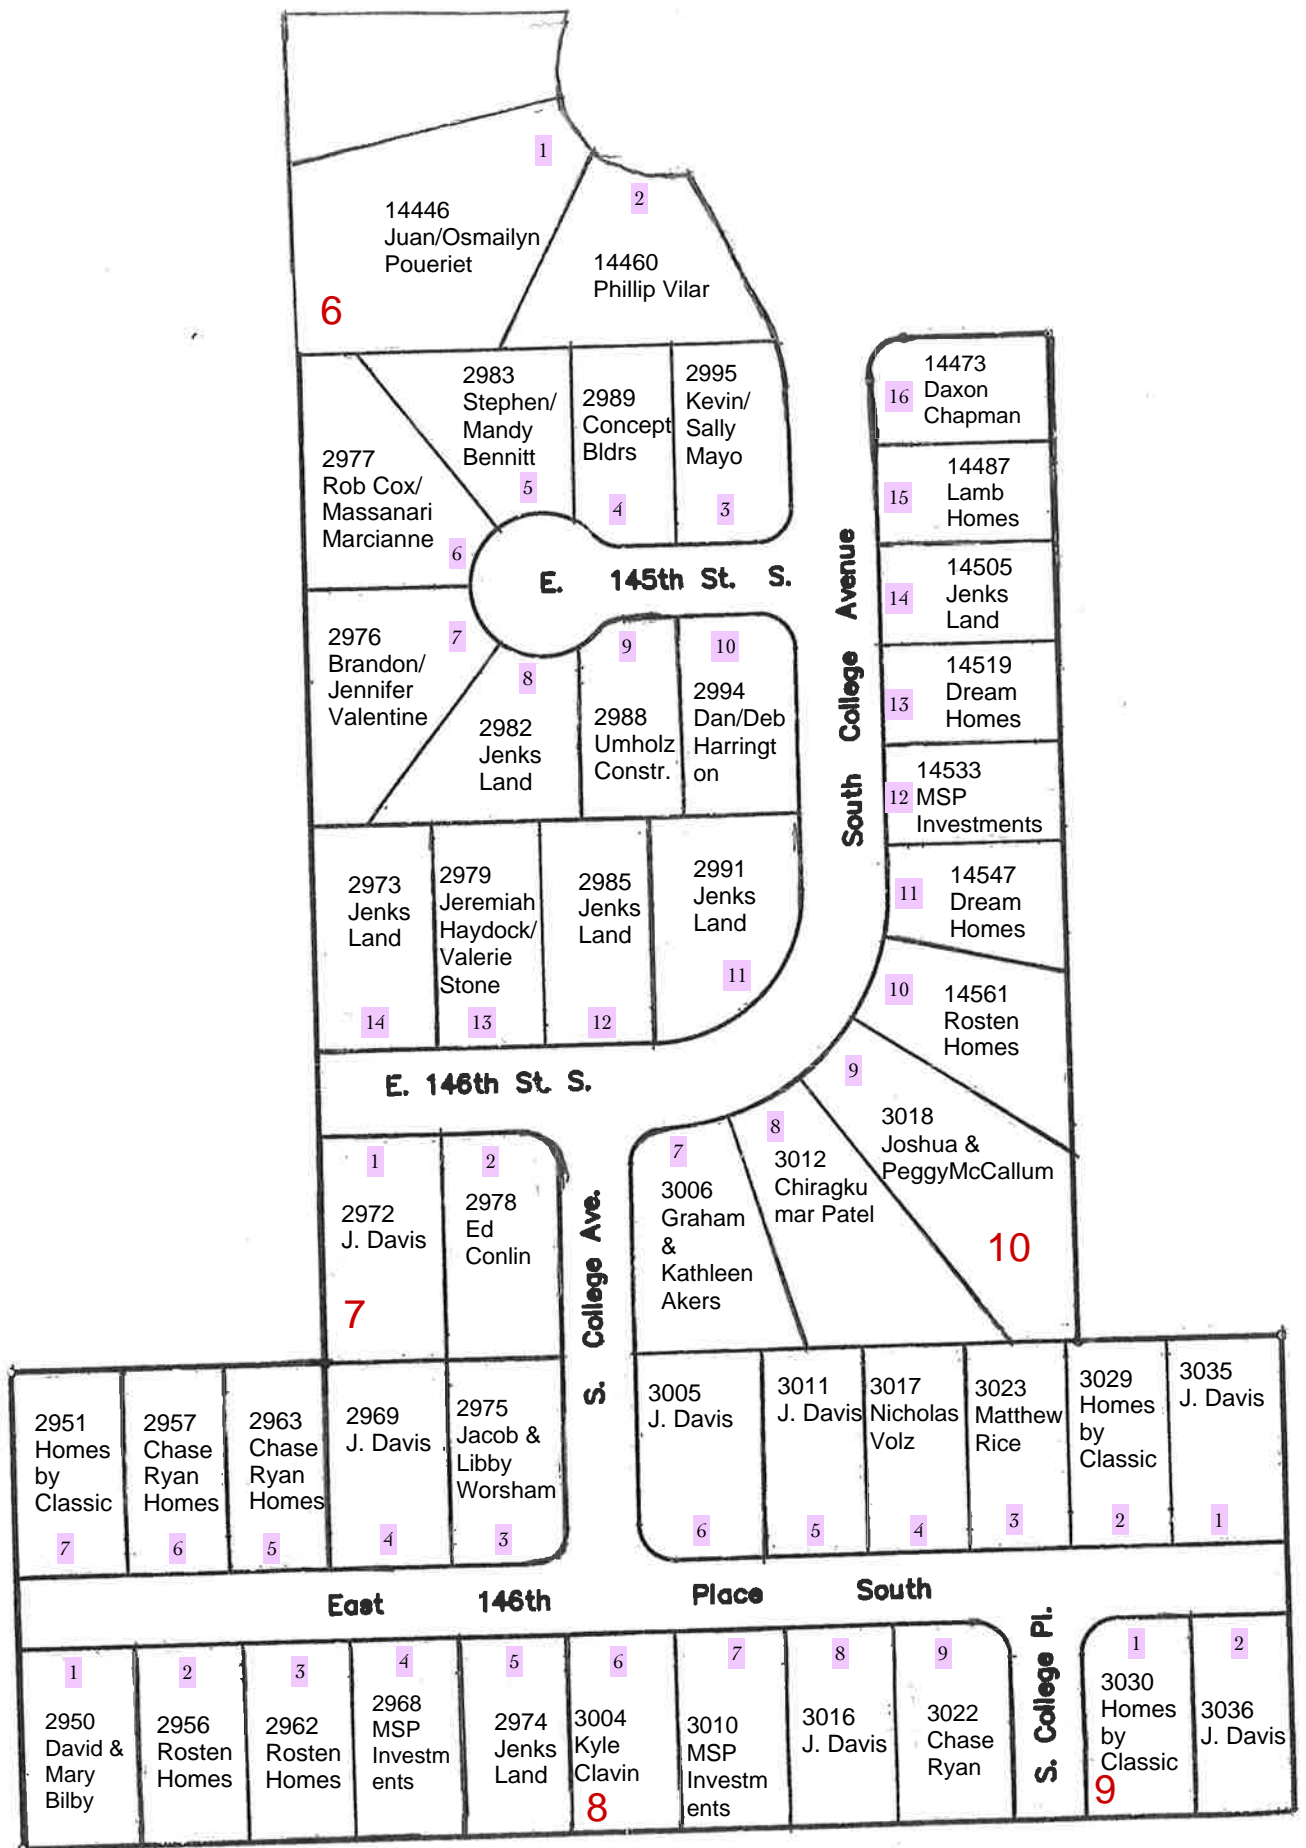 1
14446
Juan/Osmailyn
Poueriet
6
2
14460
Phillip Vilar
2977
Rob Cox/
Massanari
Marcianne
6
2983
Stephen/
Mandy
Bennitt
5
2989
Concept
Bldrs
4
2995
Kevin/
Sally
Mayo
3
E. 145th St. S.
2976
Brandon/
Jennifer
Valentine
7
8
2982
Jenks
Land
9
2988
Umholz
Constr.
10
2994
Dan/Deb
Harringt
on
South College Avenue
14473
Daxon
Chapman
16
14487
Lamb
Homes
15
14505
Jenks
Land
14
14519
Dream
Homes
13
14533
MSP
Investments
12
14547
Dream
Homes
11
10
14561
Rosten
Homes
2973
Jenks
Land
14
2979
Jeremiah
Haydock/
Valerie
Stone
13
2985
Jenks
Land
12
2991
Jenks
Land
11
E. 146th St. S.
9
3018
Joshua &
PeggyMcCallum
10
8
3012
Chiragku
mar Patel
7
3006
Graham
&
Kathleen
Akers
1
2972
J. Davis
7
2
2978
Ed
Conlin
S. College Ave.
2951
Homes
by
Classic
7
2957
Chase
Ryan
Homes
6
2963
Chase
Ryan
Homes
5
2969
J. Davis
4
2975
Jacob &
Libby
Worsham
3
3005
J. Davis
6
3011
J. Davis
5
3017
Nicholas
Volz
4
3023
Matthew
Rice
3
3029
Homes
by
Classic
2
3035
J. Davis
1
East 146th Place South
1
2950
David &
Mary
Bilby
2
2956
Rosten
Homes
3
2962
Rosten
Homes
4
2968
MSP
Investm
ents
5
2974
Jenks
Land
6
3004
Kyle
Clavin
8
7
3010
MSP
Investm
ents
8
3016
J. Davis
9
3022
Chase
Ryan
S. College Pl.
1
3030
Homes
by
Classic
9
2
3036
J. Davis